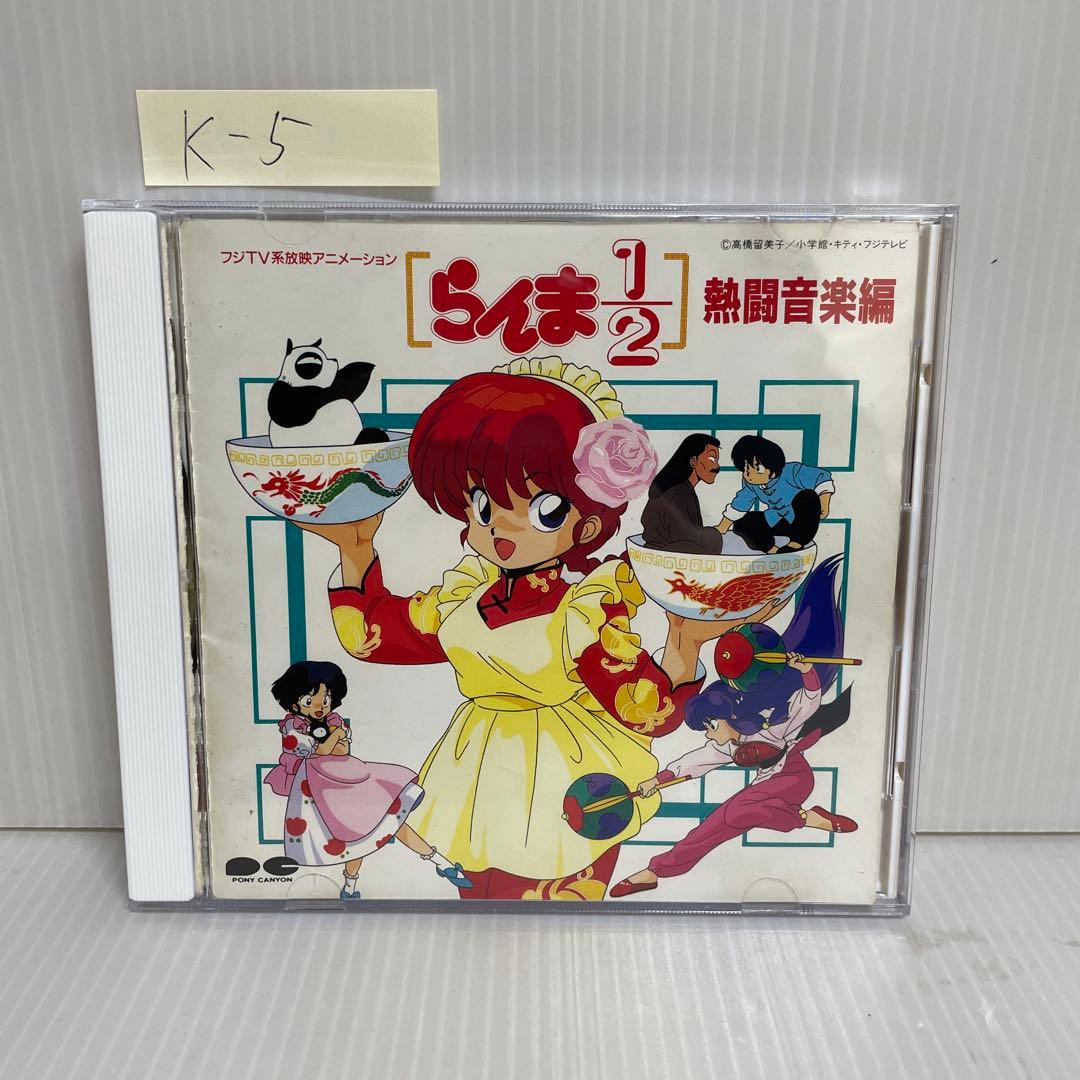 K-5
フジTV系放映アニメーション
©高橋留美子／小学館・キティ・フジテレビ
[らんま1/2]
熱闘音楽編
PONY CANYON